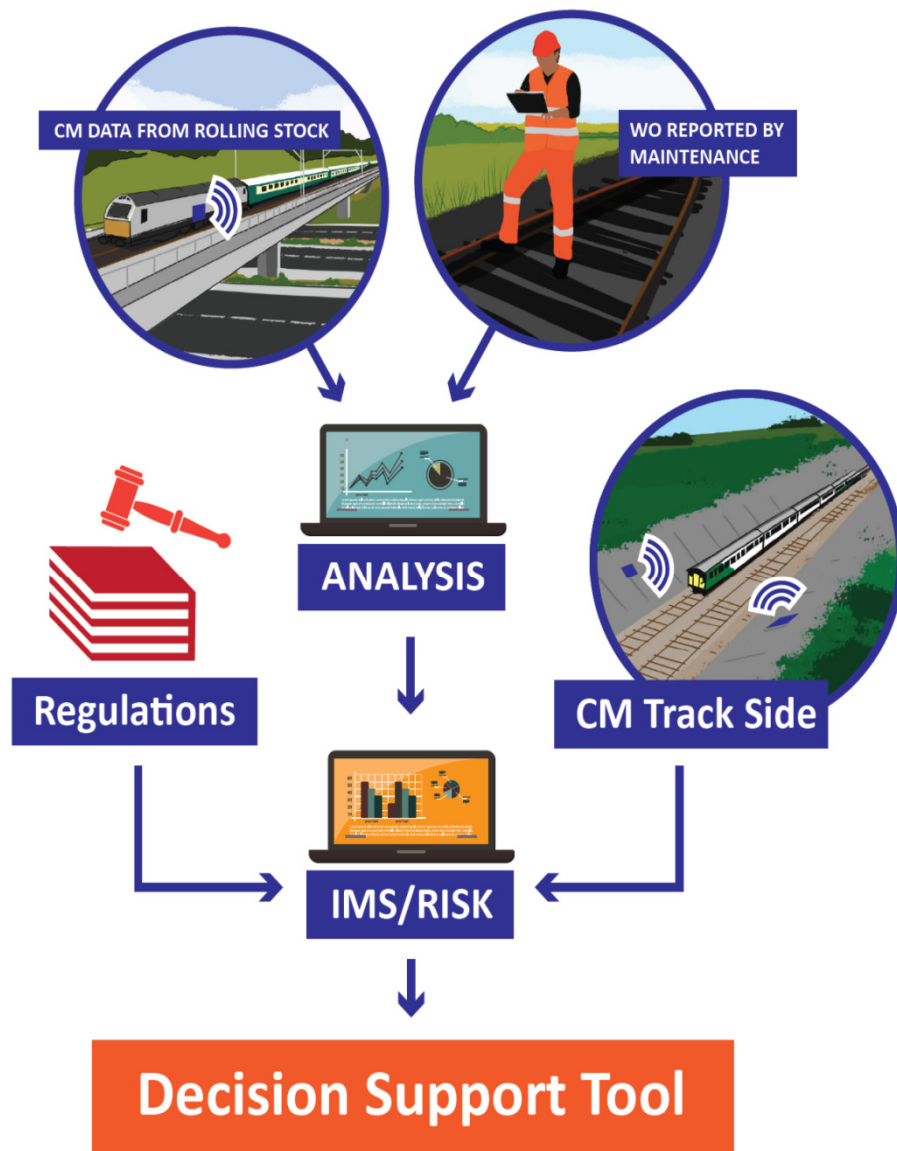 CM DATA FROM ROLLING STOCK
WO REPORTED BY
MAINTENANCE
ANALYSIS
Regulations
CM Track Side
IMS/RISK
Decision Support Tool